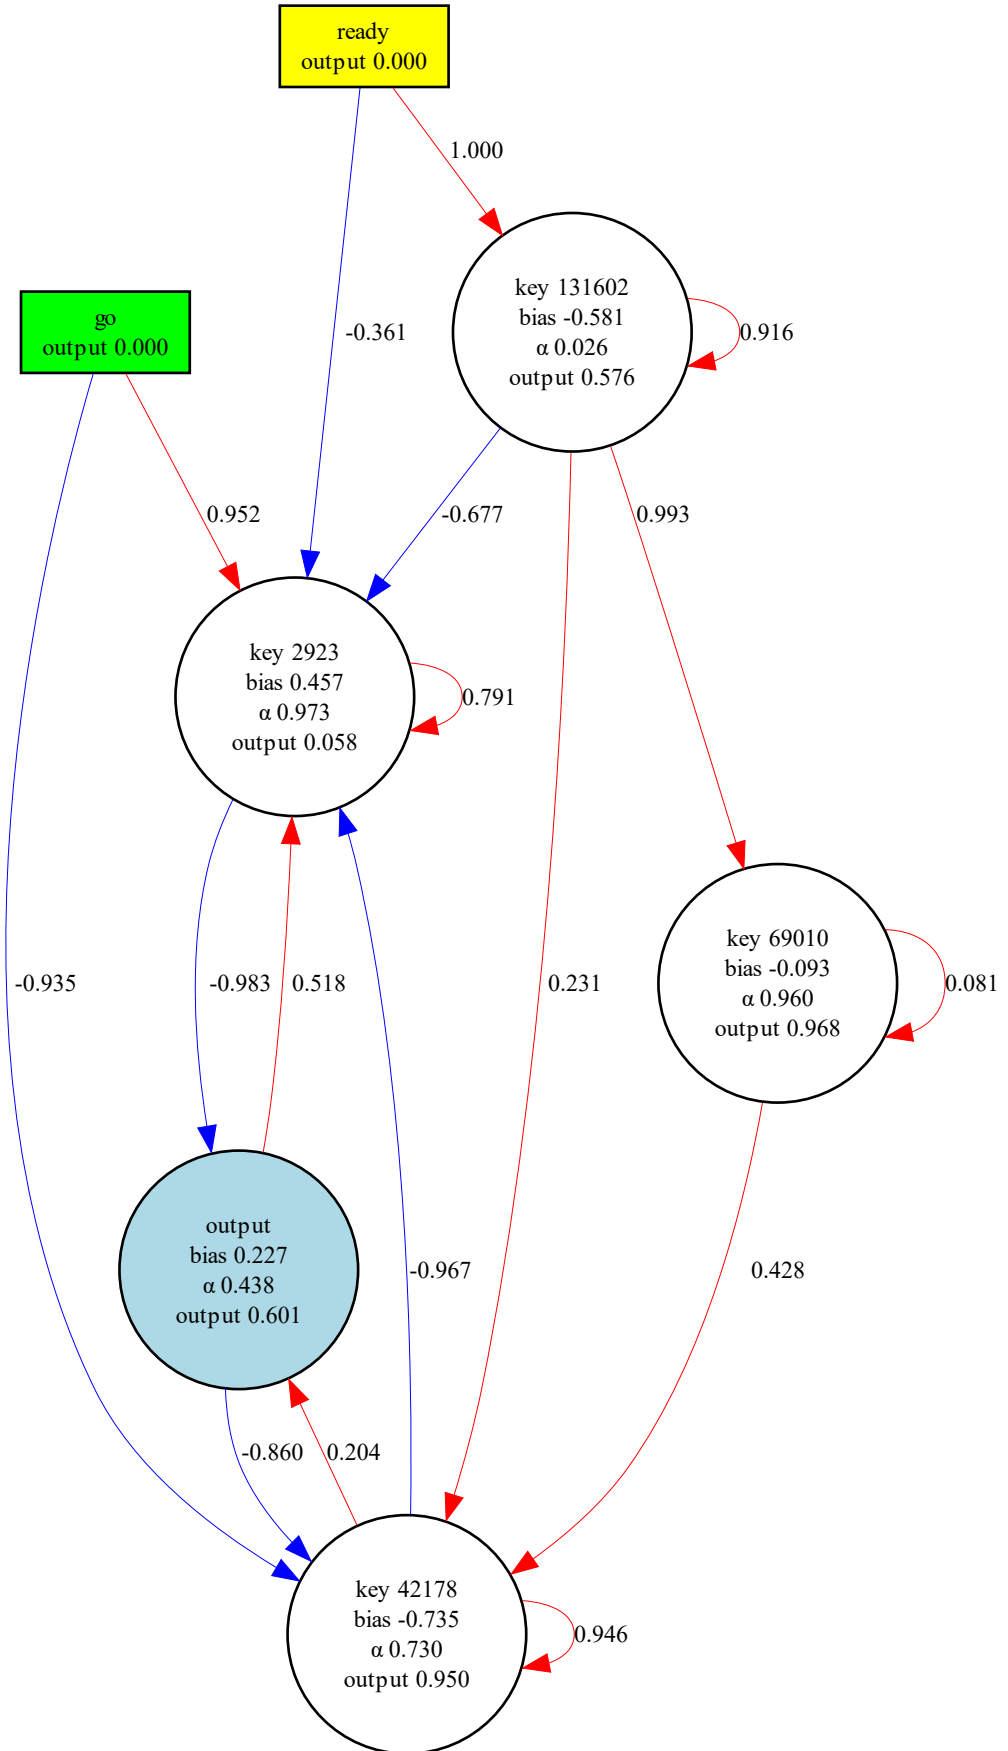 ready
output 0.000
1.000
key 131602
bias -0.581
α 0.026
output 0.576
0.916
go
output 0.000
-0.361
0.952
-0.677
0.993
key 2923
bias 0.457
α 0.973
output 0.058
0.791
key 69010
bias -0.093
α 0.960
output 0.968
0.081
-0.935
-0.983
0.518
0.231
output
bias 0.227
α 0.438
output 0.601
-0.967
0.428
-0.860
0.204
key 42178
bias -0.735
α 0.730
output 0.950
0.946